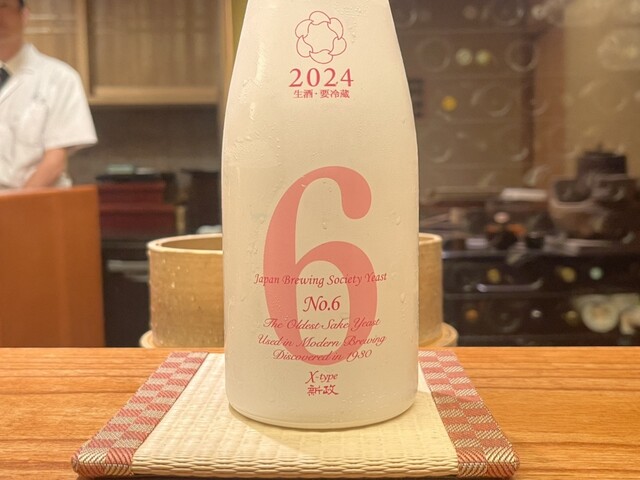 2024
生酒・要冷蔵
6
Japan Brewing Society Yeast
No.6
The Oldest Sake Yeast
Used in Modern Brewing
Discovered in 1930
X-type
新政